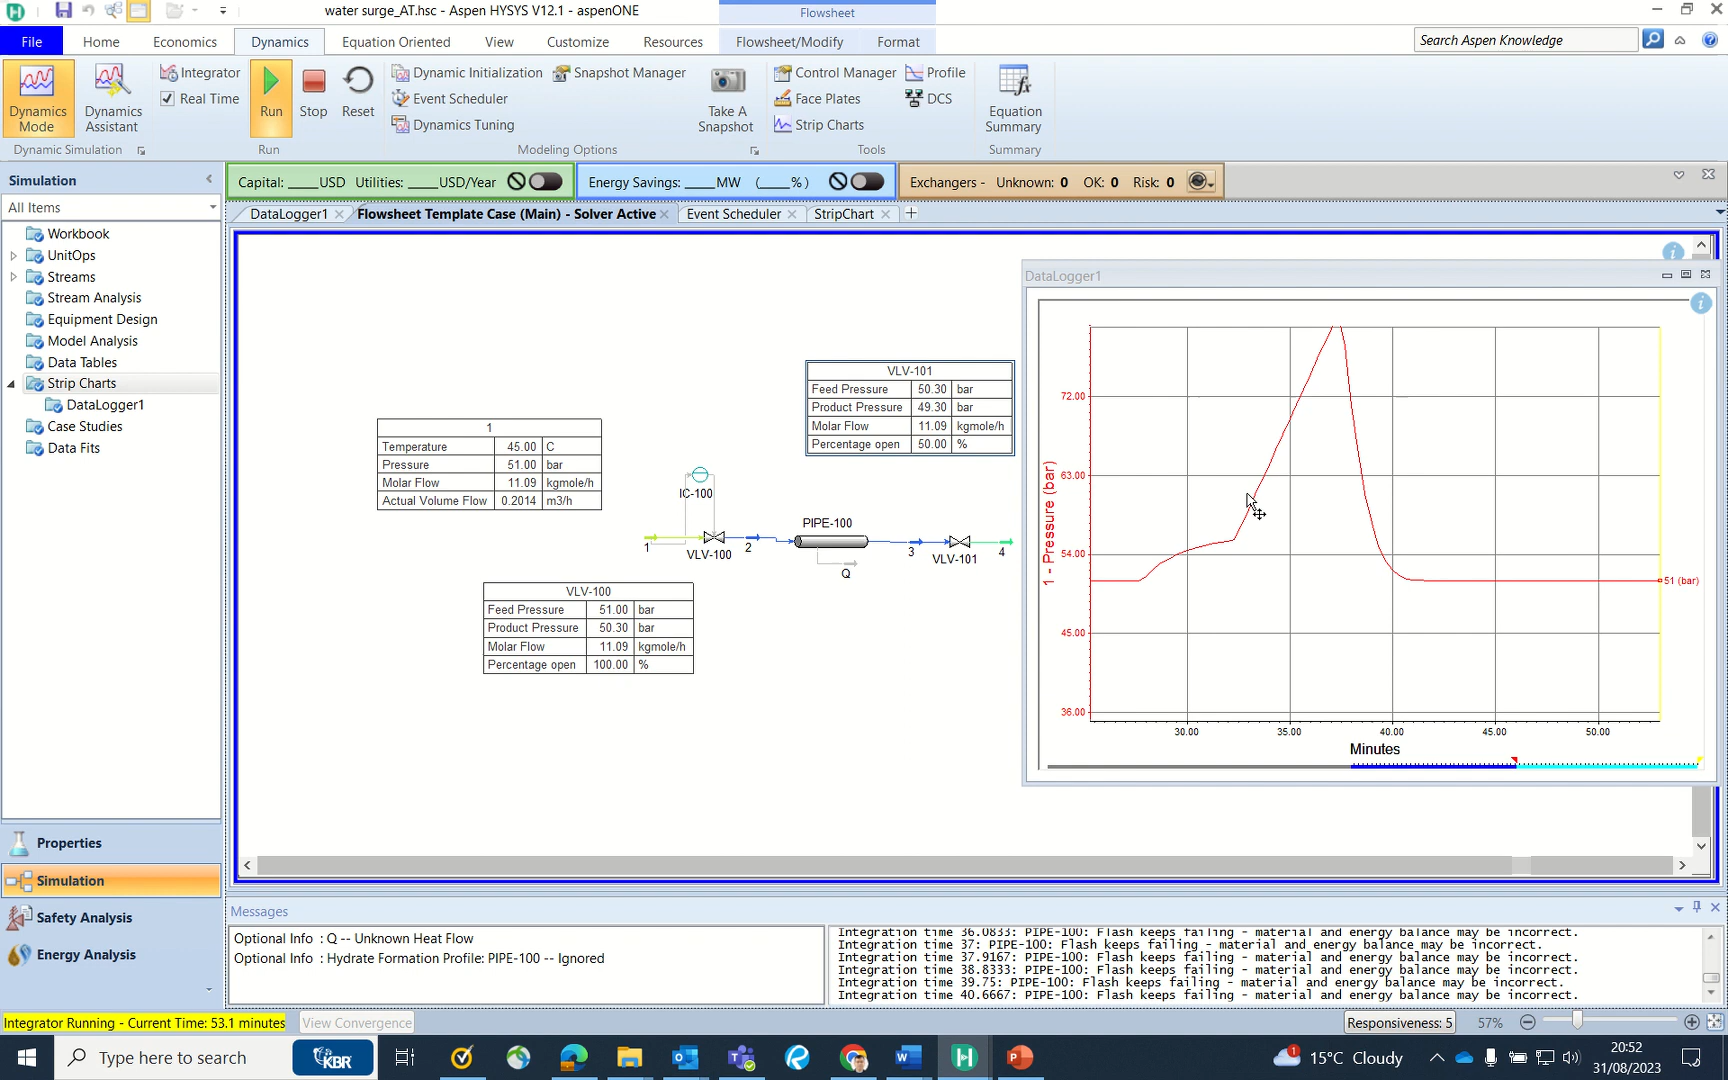 water surge_AT.hsc - Aspen HYSYS V12.1 - aspenONE
Flowsheet
File Home Economics Dynamics Equation Oriented View Customize Resources Flowsheet/Modify Format
Search Aspen Knowledge
Dynamics Mode
Dynamics Assistant
Integrator
Real Time
Dynamic Simulation
Run
Stop
Reset
Run
Dynamic Initialization
Event Scheduler
Dynamics Tuning
Snapshot Manager
Take A Snapshot
Modeling Options
Control Manager
Face Plates
Strip Charts
Profile
DCS
Tools
Equation Summary
Summary
Simulation
All Items
Workbook
UnitOps
Streams
Stream Analysis
Equipment Design
Model Analysis
Data Tables
Strip Charts
DataLogger1
Case Studies
Data Fits
Properties
Simulation
Safety Analysis
Energy Analysis
Capital: ____USD Utilities: ____USD/Year
Energy Savings: ____MW (____%)
Exchangers - Unknown: 0 OK: 0 Risk: 0
DataLogger1
Flowsheet Template Case (Main) - Solver Active
Event Scheduler
StripChart
1
Temperature 45.00 C
Pressure 51.00 bar
Molar Flow 11.09 kgmole/h
Actual Volume Flow 0.2014 m3/h
VLV-101
Feed Pressure 50.30 bar
Product Pressure 49.30 bar
Molar Flow 11.09 kgmole/h
Percentage open 50.00 %
IC-100
1
VLV-100
2
PIPE-100
Q
3
VLV-101
4
VLV-100
Feed Pressure 51.00 bar
Product Pressure 50.30 bar
Molar Flow 11.09 kgmole/h
Percentage open 100.00 %
DataLogger1
1 - Pressure (bar)
72.00
63.00
54.00
45.00
36.00
51 (bar)
30.00 35.00 40.00 45.00 50.00
Minutes
Messages
Optional Info : Q -- Unknown Heat Flow
Optional Info : Hydrate Formation Profile: PIPE-100 -- Ignored
Integration time 36.0833: PIPE-100: Flash keeps failing - material and energy balance may be incorrect.
Integration time 37: PIPE-100: Flash keeps failing - material and energy balance may be incorrect.
Integration time 37.9167: PIPE-100: Flash keeps failing - material and energy balance may be incorrect.
Integration time 38.8333: PIPE-100: Flash keeps failing - material and energy balance may be incorrect.
Integration time 39.75: PIPE-100: Flash keeps failing - material and energy balance may be incorrect.
Integration time 40.6667: PIPE-100: Flash keeps failing - material and energy balance may be incorrect.
Integrator Running - Current Time: 53.1 minutes
View Convergence
Responsiveness: 5
57%
Type here to search
KBR
15°C Cloudy
20:52
31/08/2023